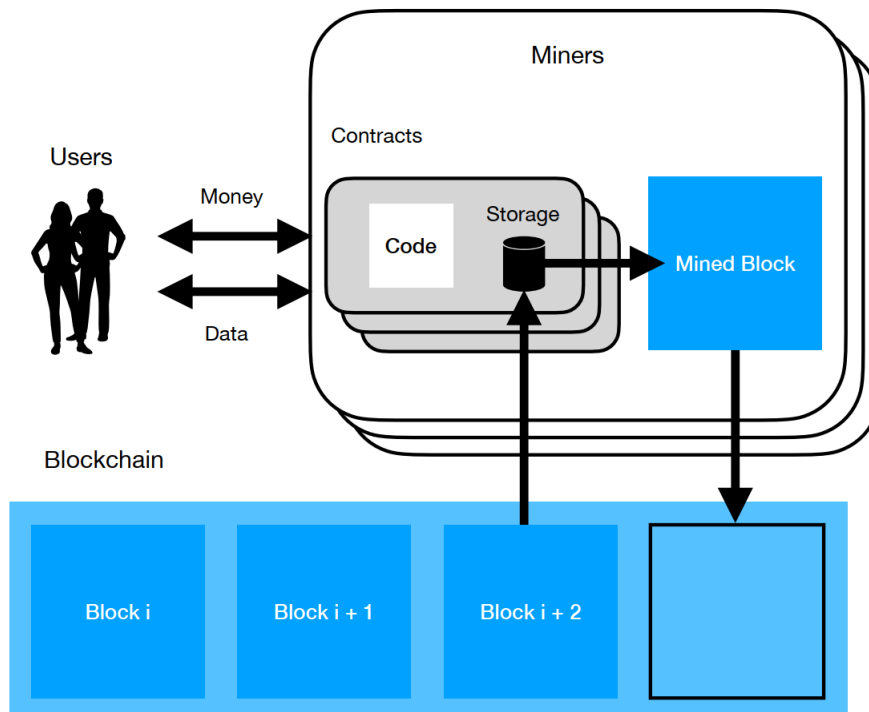 Miners
Contracts
Users
Money
Storage
Code
Mined Block
Data
Blockchain
Block i
Block i + 1
Block i + 2